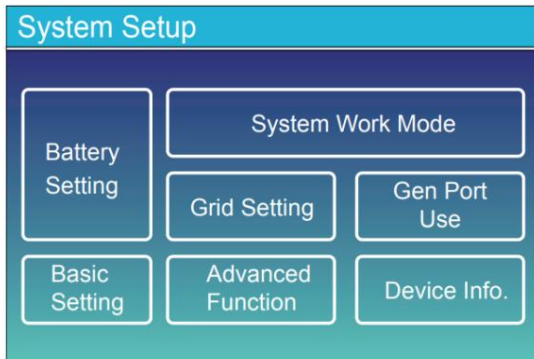 System Setup
Battery
Setting
System Work Mode
Grid Setting
Gen Port
Use
Basic
Setting
Advanced
Function
Device Info.